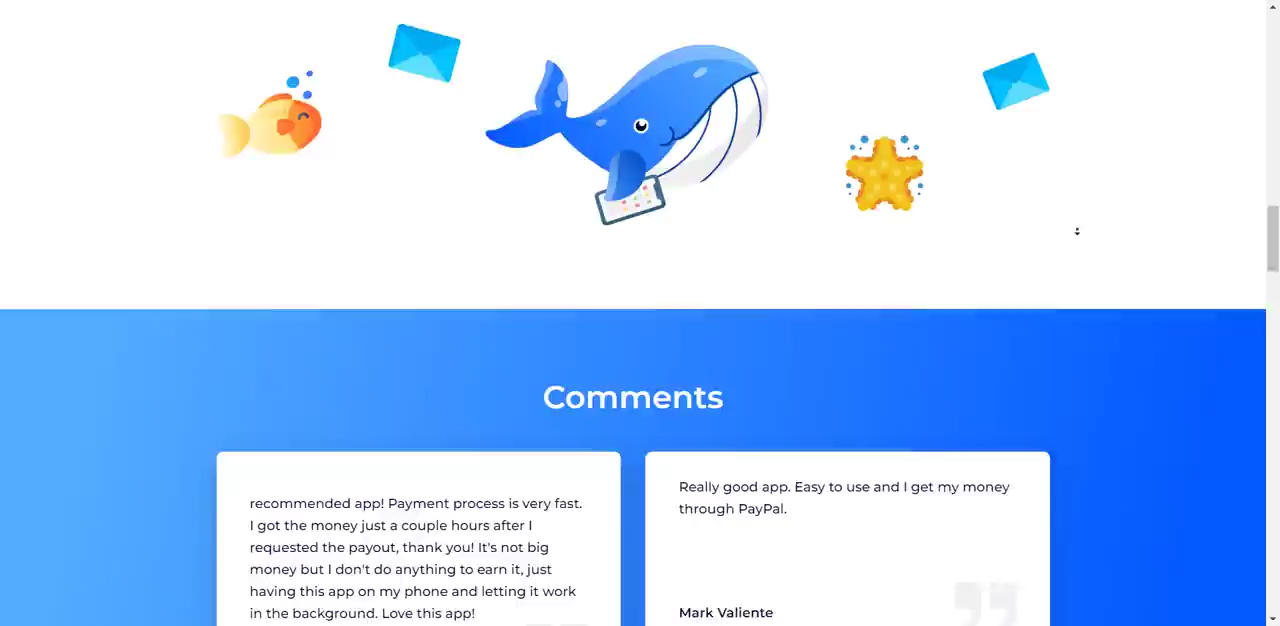 Comments
recommended app! Payment process is very fast.
I got the money just a couple hours after I
requested the payout, thank you! It's not big
money but I don't do anything to earn it, just
having this app on my phone and letting it work
in the background. Love this app!
Really good app. Easy to use and I get my money
through PayPal.
Mark Valiente